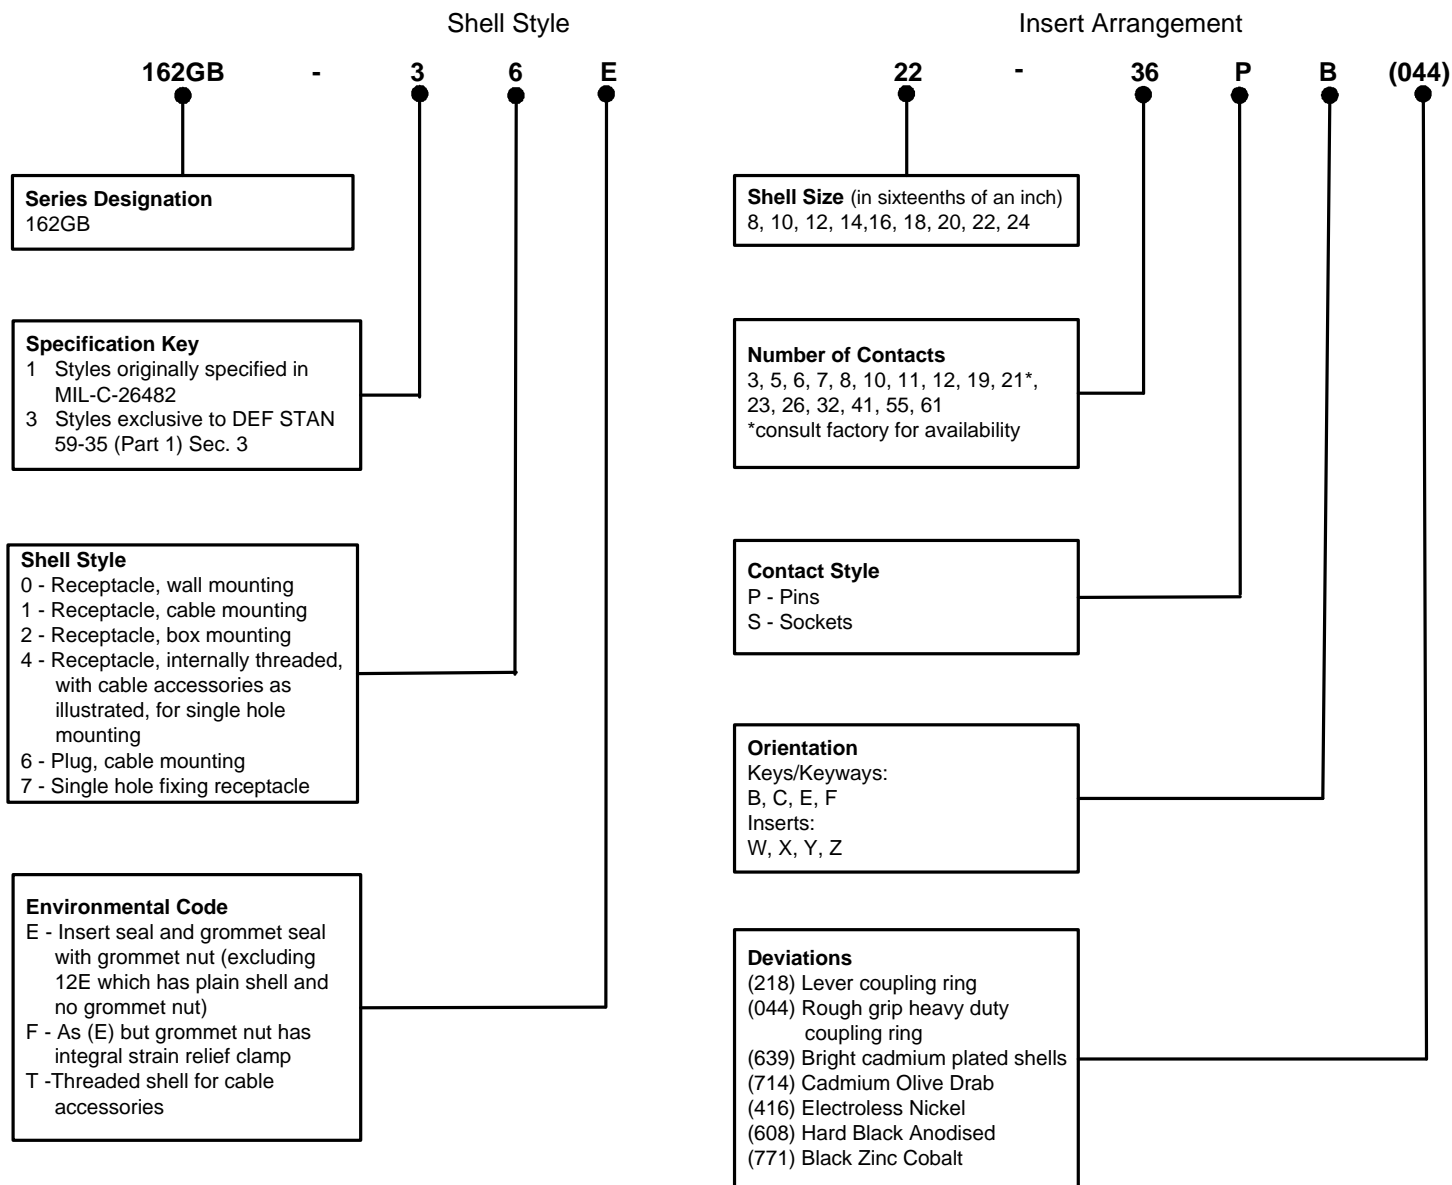 Shell Style
Insert Arrangement
162GB - 3 6 E
22 - 36 P B (044)
Series Designation
162GB
Specification Key
1 Styles originally specified in
MIL-C-26482
3 Styles exclusive to DEF STAN
59-35 (Part 1) Sec. 3
Shell Style
0 - Receptacle, wall mounting
1 - Receptacle, cable mounting
2 - Receptacle, box mounting
4 - Receptacle, internally threaded,
with cable accessories as
illustrated, for single hole
mounting
6 - Plug, cable mounting
7 - Single hole fixing receptacle
Environmental Code
E - Insert seal and grommet seal
with grommet nut (excluding
12E which has plain shell and
no grommet nut)
F - As (E) but grommet nut has
integral strain relief clamp
T -Threaded shell for cable
accessories
Shell Size (in sixteenths of an inch)
8, 10, 12, 14,16, 18, 20, 22, 24
Number of Contacts
3, 5, 6, 7, 8, 10, 11, 12, 19, 21*,
23, 26, 32, 41, 55, 61
*consult factory for availability
Contact Style
P - Pins
S - Sockets
Orientation
Keys/Keyways:
B, C, E, F
Inserts:
W, X, Y, Z
Deviations
(218) Lever coupling ring
(044) Rough grip heavy duty
coupling ring
(639) Bright cadmium plated shells
(714) Cadmium Olive Drab
(416) Electroless Nickel
(608) Hard Black Anodised
(771) Black Zinc Cobalt